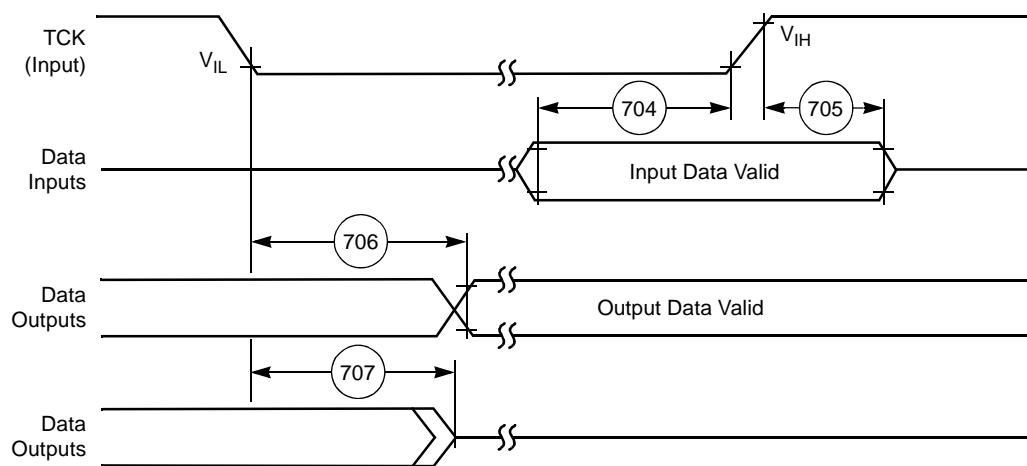 TCK
(Input)
V_IL
V_IH
704
705
Data
Inputs
Input Data Valid
706
Data
Outputs
Output Data Valid
707
Data
Outputs